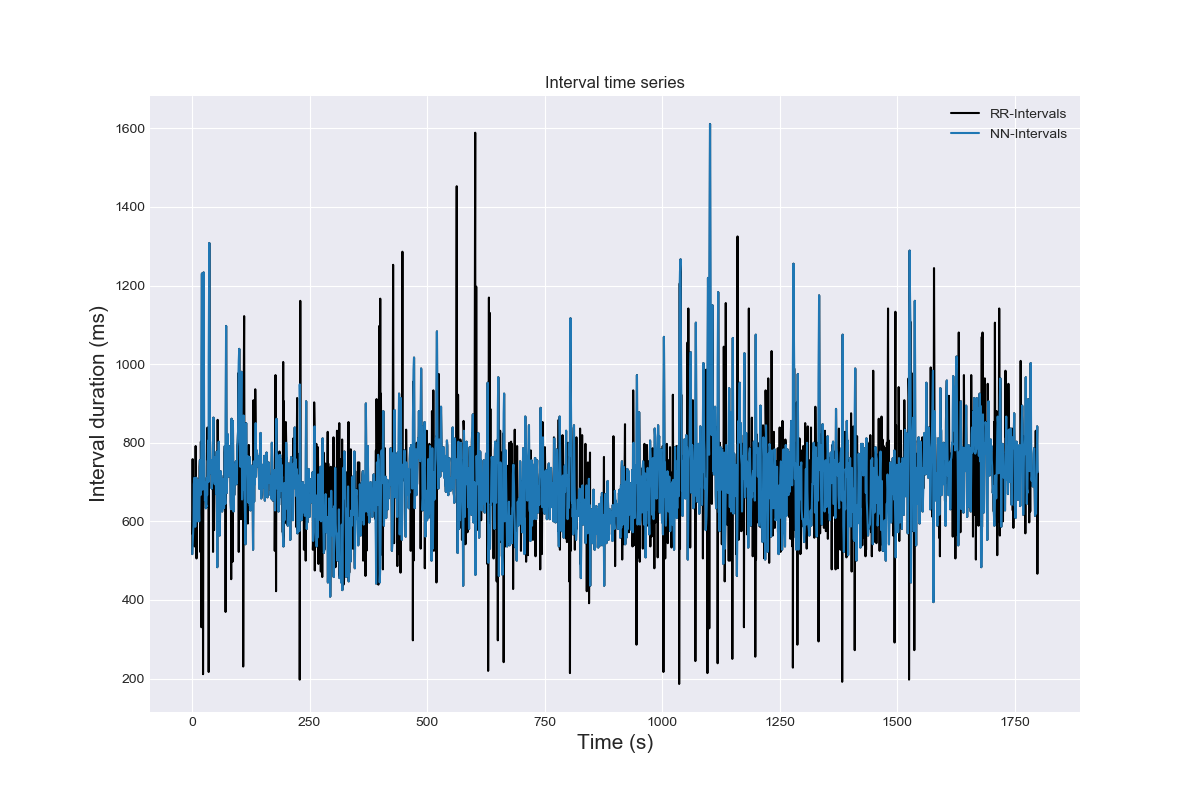 Interval time series
RR-Intervals
NN-Intervals
1600
1400
1200
1000
800
600
400
200
Interval duration (ms)
0 250 500 750 1000 1250 1500 1750
Time (s)